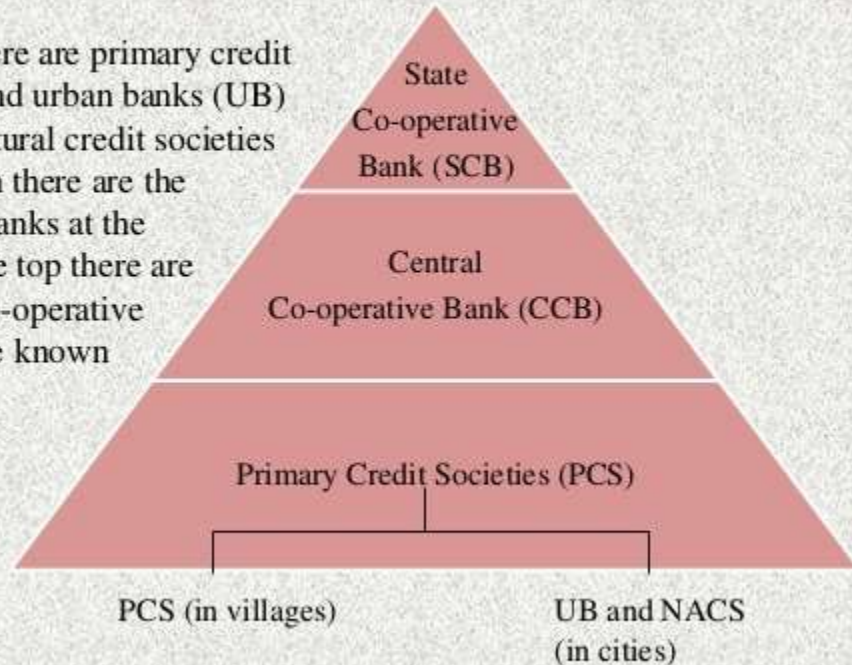 ere are primary credit
nd urban banks (UB)
tural credit societies
n there are the
anks at the
e top there are
-operative
e known
State
Co-operative
Bank (SCB)
Central
Co-operative Bank (CCB)
Primary Credit Societies (PCS)
PCS (in villages)
UB and NACS
(in cities)